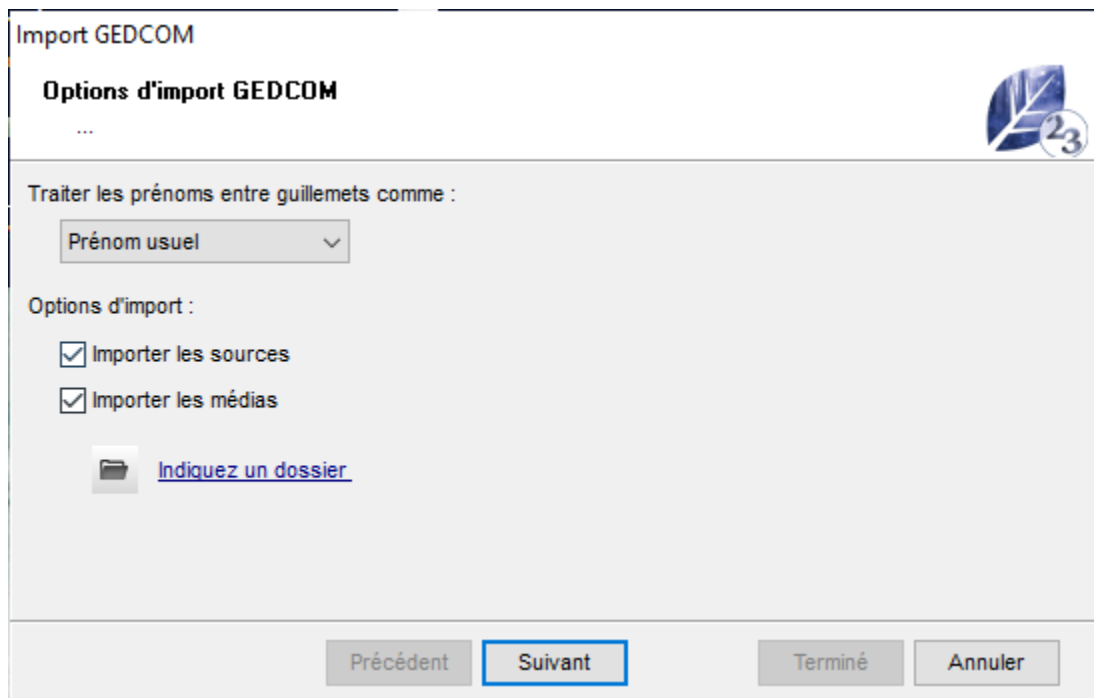 Import GEDCOM
Options d'import GEDCOM
...
23
Traiter les prénoms entre guillemets comme :
Prénom usuel
Options d'import :
Importer les sources
Importer les médias
Indiquez un dossier
Précédent Suivant Terminé Annuler